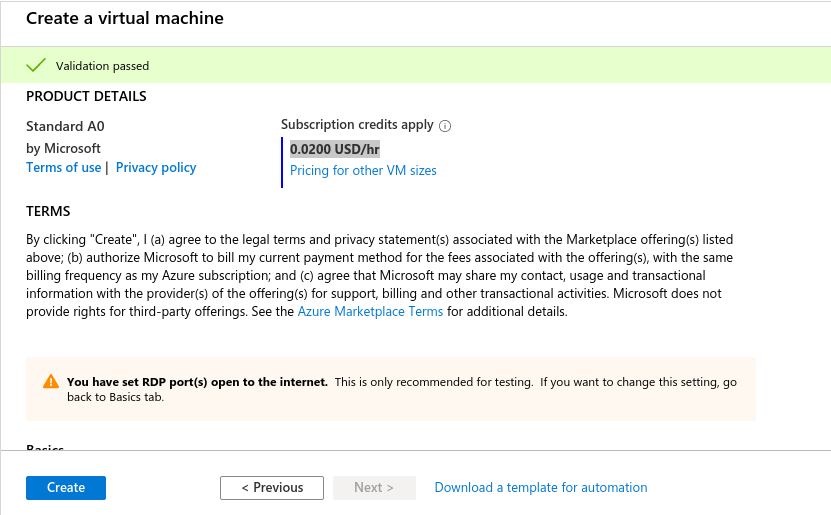 Create a virtual machine
Validation passed
PRODUCT DETAILS
Standard A0
by Microsoft
Terms of use | Privacy policy
Subscription credits apply
0.0200 USD/hr
Pricing for other VM sizes
TERMS
By clicking "Create", I (a) agree to the legal terms and privacy statement(s) associated with the Marketplace offering(s) listed
above; (b) authorize Microsoft to bill my current payment method for the fees associated with the offering(s), with the same
billing frequency as my Azure subscription; and (c) agree that Microsoft may share my contact, usage and transactional
information with the provider(s) of the offering(s) for support, billing and other transactional activities. Microsoft does not
provide rights for third-party offerings. See the Azure Marketplace Terms for additional details.
You have set RDP port(s) open to the internet. This is only recommended for testing. If you want to change this setting, go
back to Basics tab.
Basics
Create
< Previous
Next >
Download a template for automation